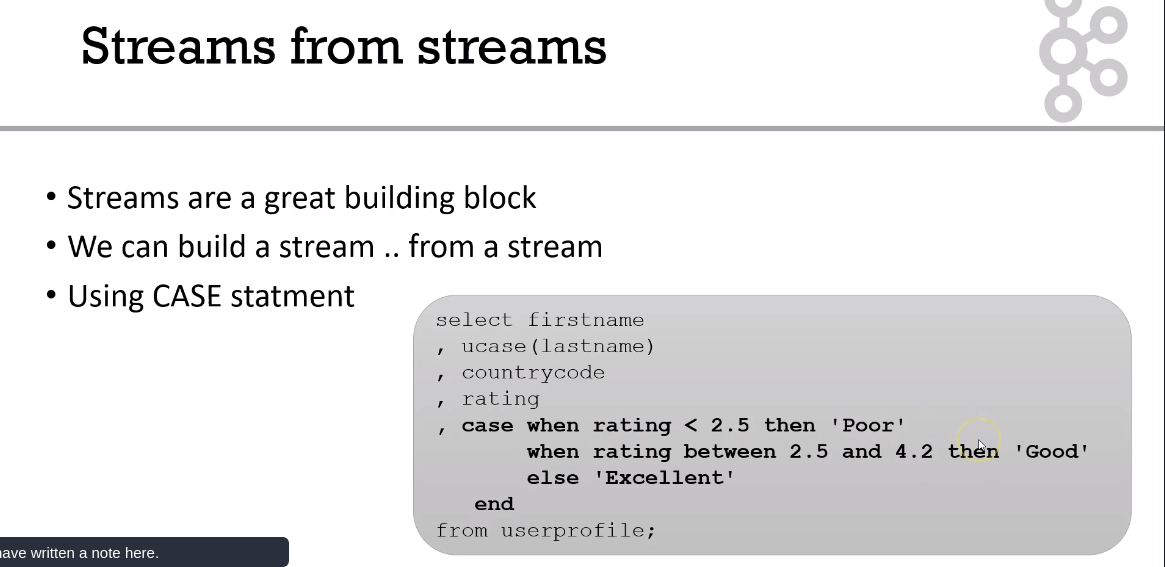 Streams from streams
• Streams are a great building block
• We can build a stream .. from a stream
• Using CASE statment
select firstname
, ucase(lastname)
, countrycode
, rating
, case when rating < 2.5 then 'Poor'
when rating between 2.5 and 4.2 then 'Good'
else 'Excellent'
end
from userprofile;
have written a note here.